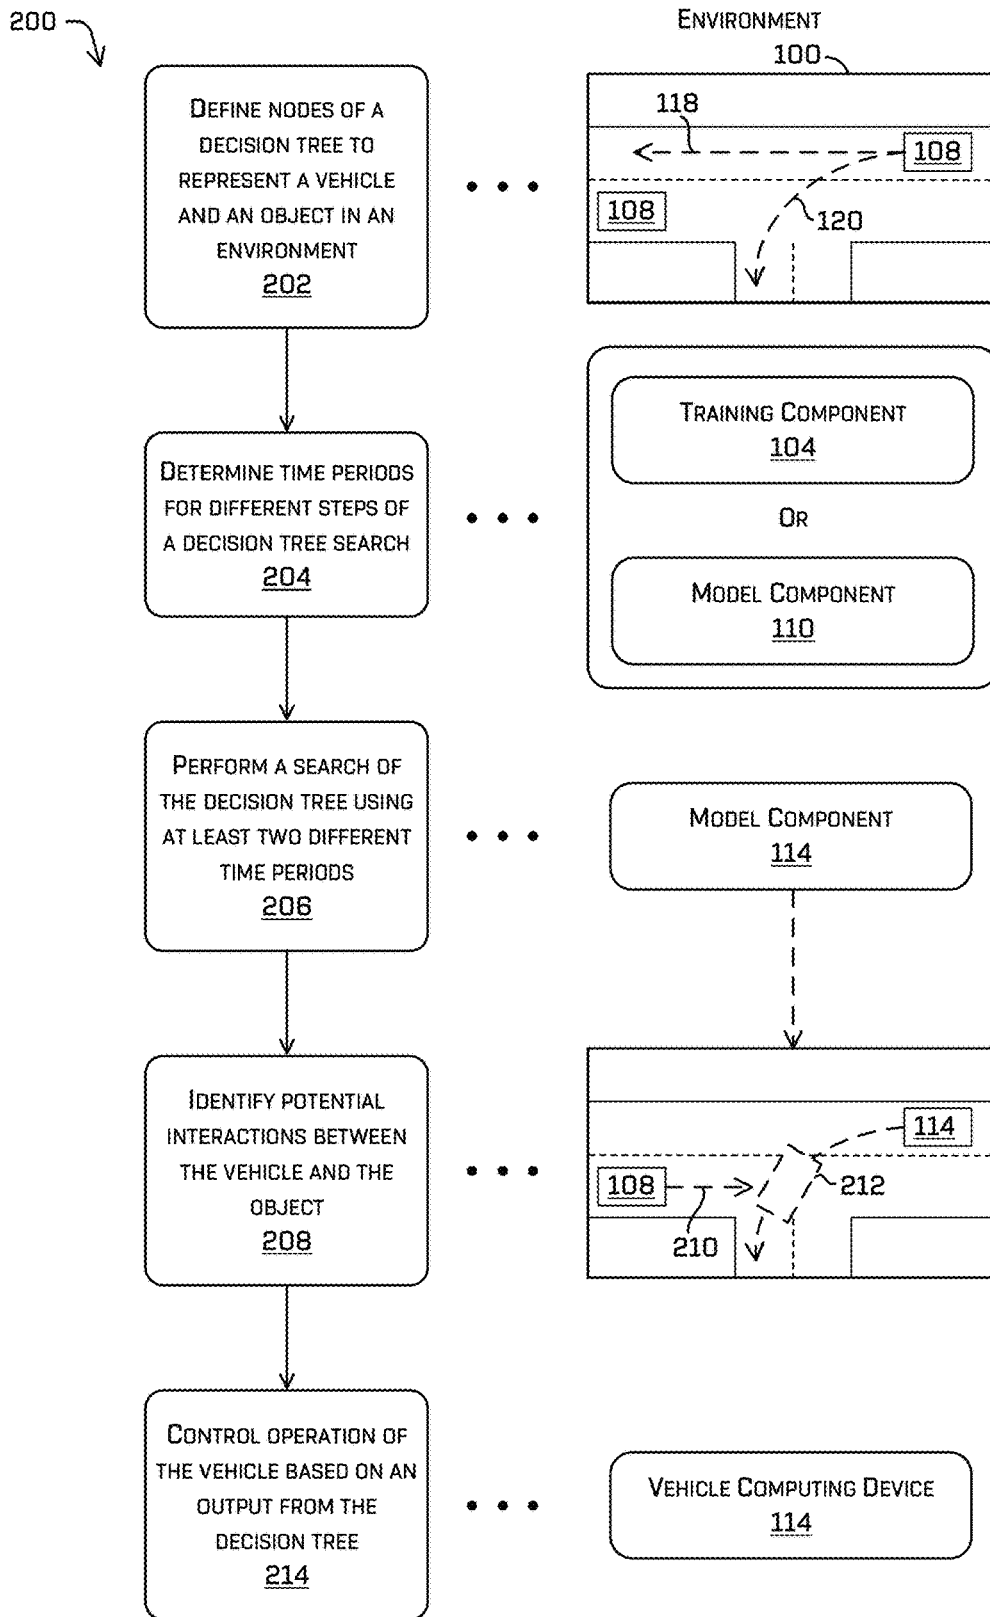 200
DEFINE NODES OF A
DECISION TREE TO
REPRESENT A VEHICLE
AND AN OBJECT IN AN
ENVIRONMENT
202
ENVIRONMENT
100
118
108
108
120
DETERMINE TIME PERIODS
FOR DIFFERENT STEPS OF
A DECISION TREE SEARCH
204
TRAINING COMPONENT
104
OR
MODEL COMPONENT
110
PERFORM A SEARCH OF
THE DECISION TREE USING
AT LEAST TWO DIFFERENT
TIME PERIODS
206
MODEL COMPONENT
114
IDENTIFY POTENTIAL
INTERACTIONS BETWEEN
THE VEHICLE AND THE
OBJECT
208
114
108
212
210
CONTROL OPERATION OF
THE VEHICLE BASED ON AN
OUTPUT FROM THE
DECISION TREE
214
VEHICLE COMPUTING DEVICE
114